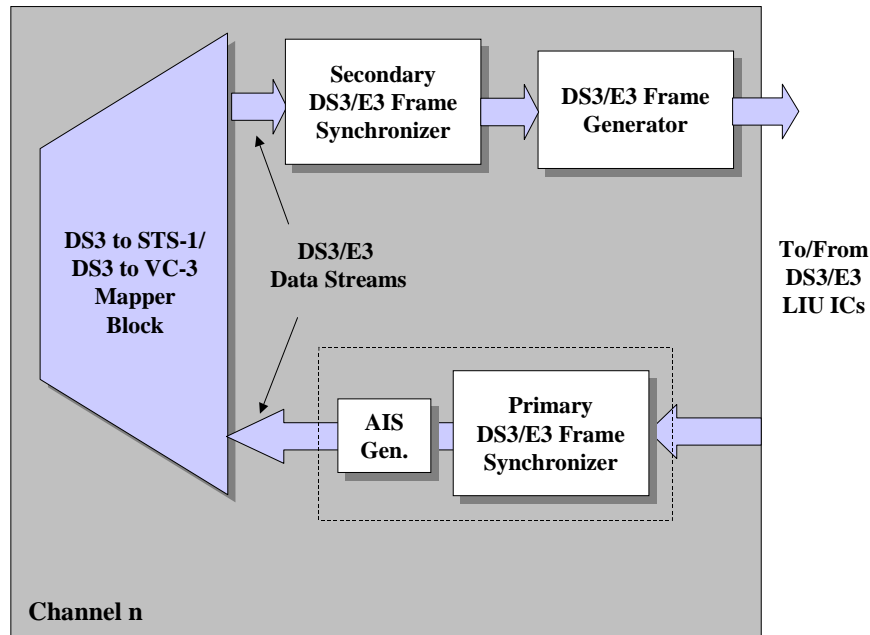 Secondary
DS3/E3 Frame
Synchronizer
DS3/E3 Frame
Generator
DS3 to STS-1/
DS3 to VC-3
Mapper
Block
DS3/E3
Data Streams
To/From
DS3/E3
LIU ICs
AIS
Gen.
Primary
DS3/E3 Frame
Synchronizer
Channel n